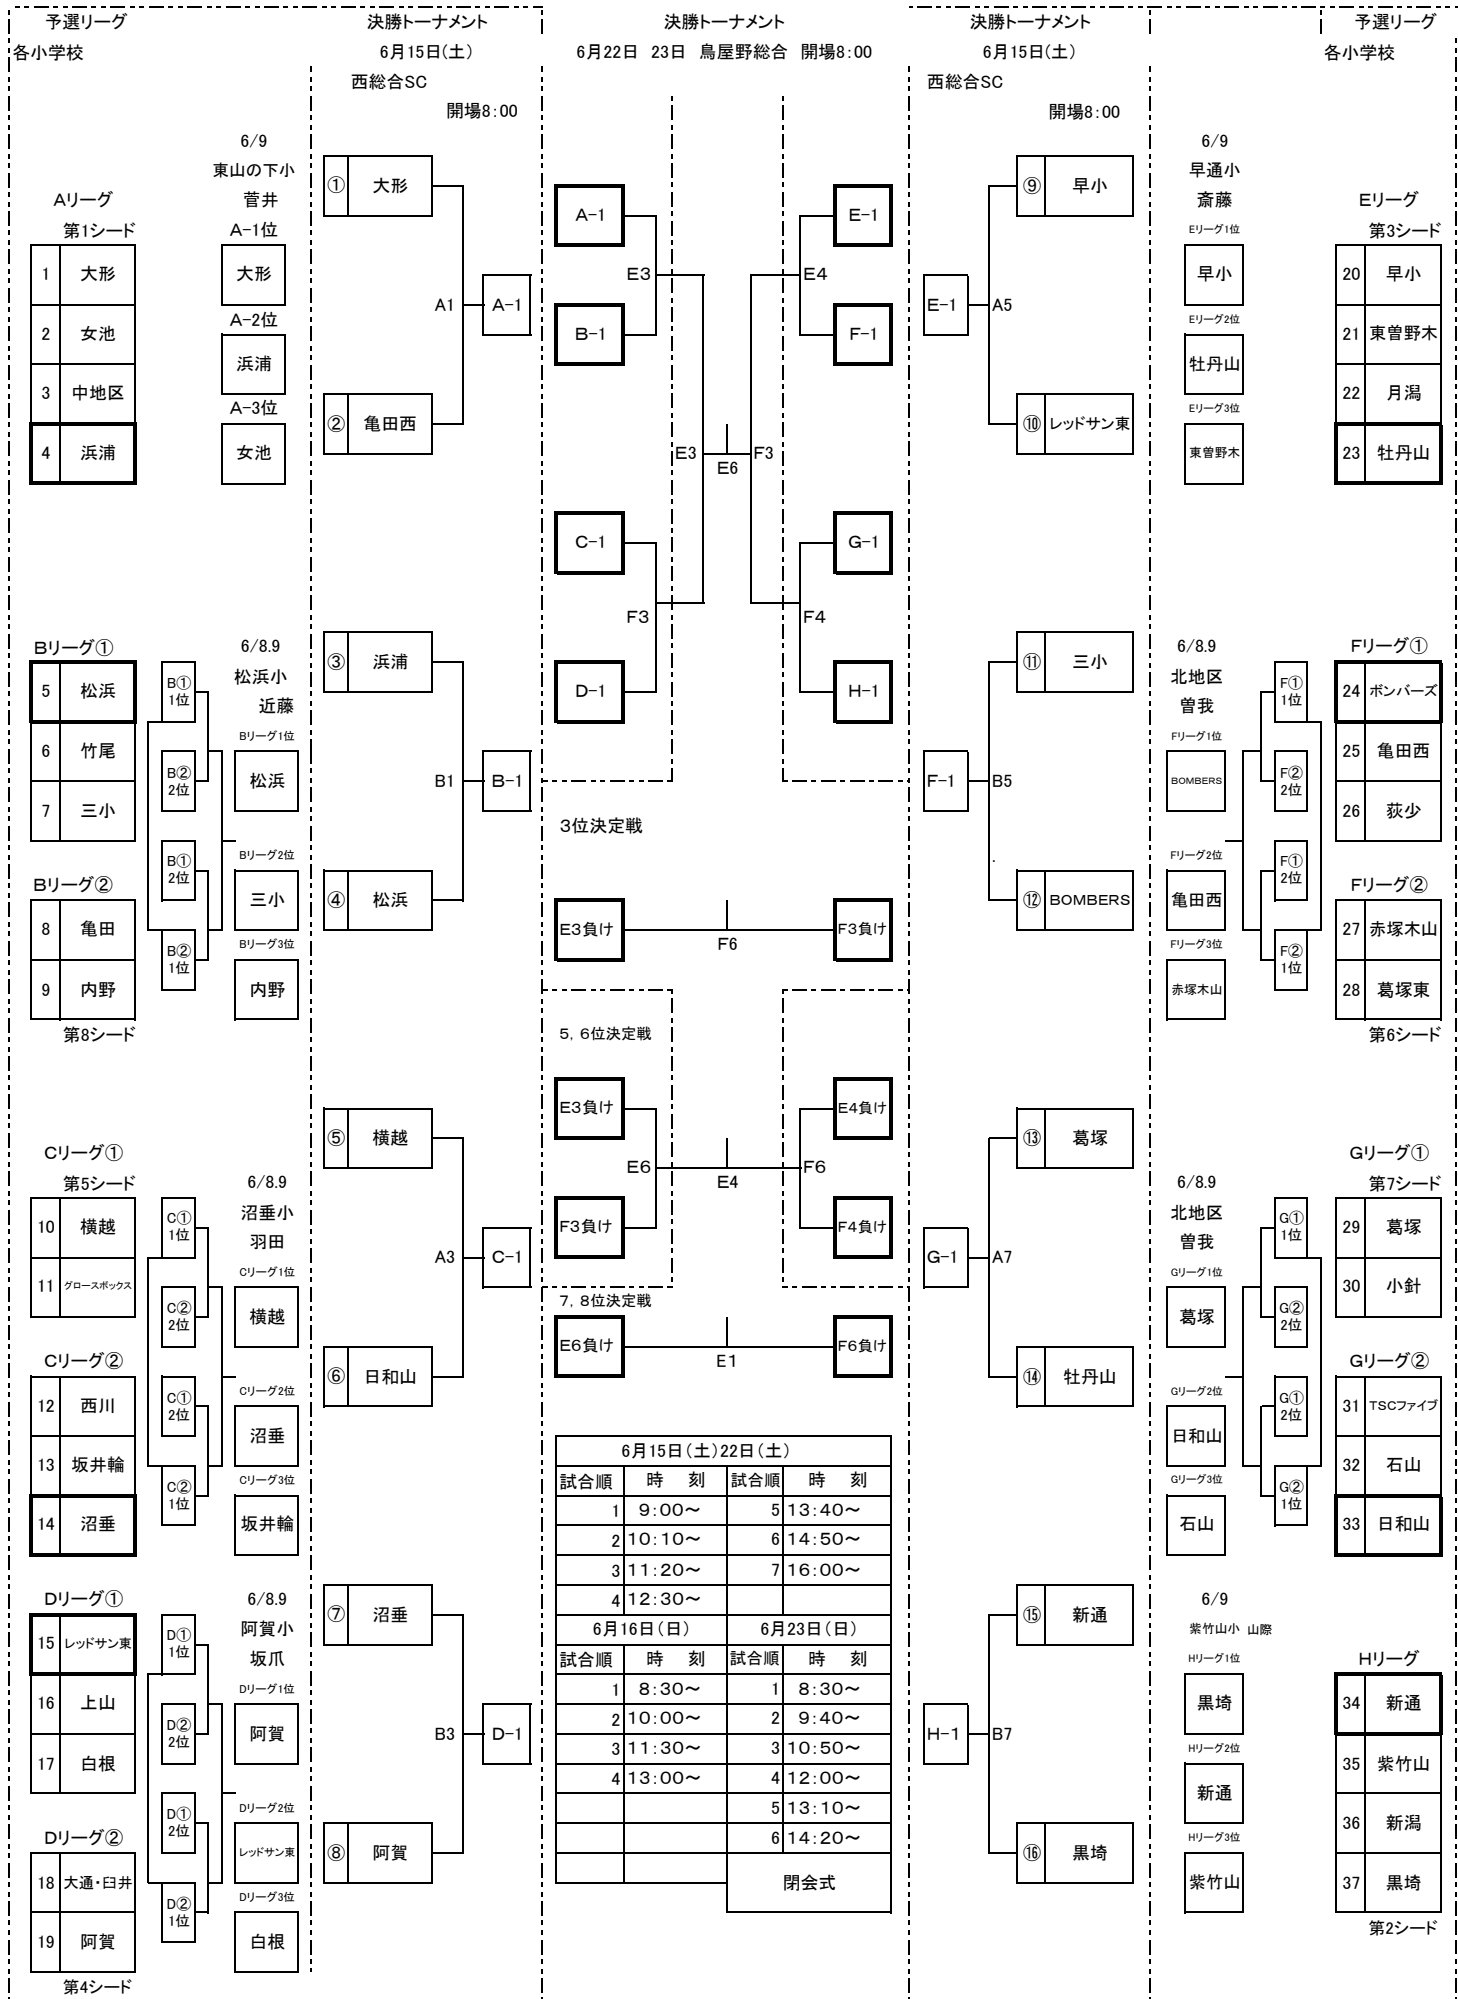 予選リーグ
各小学校
決勝トーナメント
6月15日(土)
西総合SC
開場8:00
決勝トーナメント
6月22日 23日 鳥屋野総合 開場8:00
決勝トーナメント
6月15日(土)
西総合SC
開場8:00
予選リーグ
各小学校
6/9
東山の下小
菅井
Aリーグ
第1シード
1 大形
2 女池
3 中地区
4 浜浦
A-1位
大形
A-2位
浜浦
A-3位
女池
Bリーグ①
5 松浜
6 竹尾
7 三小
Bリーグ②
8 亀田
9 内野
第8シード
B①
1位
B②
2位
B①
2位
B②
1位
6/8.9
松浜小
近藤
Bリーグ1位
松浜
Bリーグ2位
三小
Bリーグ3位
内野
Cリーグ①
第5シード
10 横越
11 グロースボックス
Cリーグ②
12 西川
13 坂井輪
14 沼垂
C①
1位
C②
2位
C①
2位
C②
1位
6/8.9
沼垂小
羽田
Cリーグ1位
横越
Cリーグ2位
沼垂
Cリーグ3位
坂井輪
Dリーグ①
15 レッドサン東
16 上山
17 白根
Dリーグ②
18 大通・臼井
19 阿賀
第4シード
D①
1位
D②
2位
D①
2位
D②
1位
6/8.9
阿賀小
坂爪
Dリーグ1位
阿賀
Dリーグ2位
レッドサン東
Dリーグ3位
白根
① 大形
A1 A-1
② 亀田西
③ 浜浦
B1 B-1
④ 松浜
⑤ 横越
A3 C-1
⑥ 日和山
⑦ 沼垂
B3 D-1
⑧ 阿賀
A-1
E3
B-1
E-1
E4
F-1
E3
E6
F3
C-1
F3
D-1
G-1
F4
H-1
3位決定戦
E3負け
F6
F3負け
5, 6位決定戦
E3負け
E6
F3負け
E4
E4負け
F6
F4負け
7, 8位決定戦
E6負け
E1
F6負け
6月15日(土)22日(土)
試合順 時 刻 試合順 時 刻
1 9:00~ 5 13:40~
2 10:10~ 6 14:50~
3 11:20~ 7 16:00~
4 12:30~
6月16日(日) 6月23日(日)
試合順 時 刻 試合順 時 刻
1 8:30~ 1 8:30~
2 10:00~ 2 9:40~
3 11:30~ 3 10:50~
4 13:00~ 4 12:00~
5 13:10~
6 14:20~
閉会式
⑨ 早小
E-1 A5
⑩ レッドサン東
⑪ 三小
F-1 B5
⑫ BOMBERS
⑬ 葛塚
G-1 A7
⑭ 牡丹山
⑮ 新通
H-1 B7
⑯ 黒埼
6/9
早通小
斎藤
Eリーグ1位
早小
Eリーグ2位
牡丹山
Eリーグ3位
東曽野木
Eリーグ
第3シード
20 早小
21 東曽野木
22 月潟
23 牡丹山
6/8.9
北地区
曽我
Fリーグ1位
BOMBERS
Fリーグ2位
亀田西
Fリーグ3位
赤塚木山
F①
1位
F②
2位
F①
2位
F②
1位
Fリーグ①
24 ボンバーズ
25 亀田西
26 荻少
Fリーグ②
27 赤塚木山
28 葛塚東
第6シード
6/8.9
北地区
曽我
Gリーグ1位
葛塚
Gリーグ2位
日和山
Gリーグ3位
石山
G①
1位
G②
2位
G①
2位
G②
1位
Gリーグ①
第7シード
29 葛塚
30 小針
Gリーグ②
31 TSCファイブ
32 石山
33 日和山
6/9
紫竹山小 山際
Hリーグ1位
黒埼
Hリーグ2位
新通
Hリーグ3位
紫竹山
Hリーグ
34 新通
35 紫竹山
36 新潟
37 黒埼
第2シード